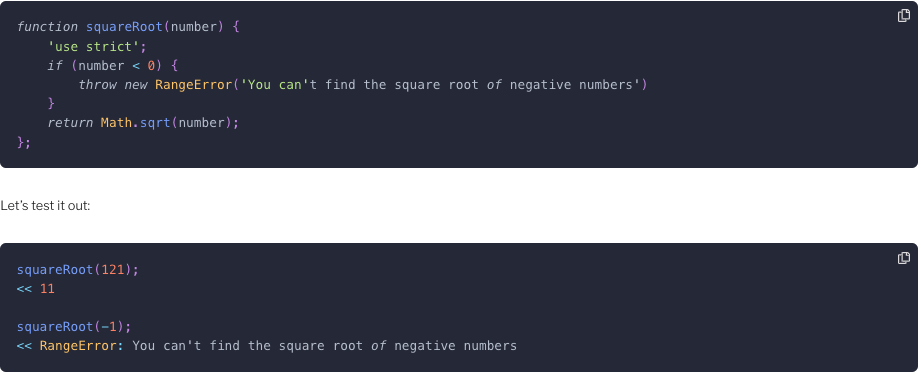 function squareRoot(number) {
    'use strict';
    if (number < 0) {
        throw new RangeError('You can't find the square root of negative numbers')
    }
    return Math.sqrt(number);
};
Let’s test it out:
squareRoot(121);
<< 11
squareRoot(-1);
<< RangeError: You can't find the square root of negative numbers